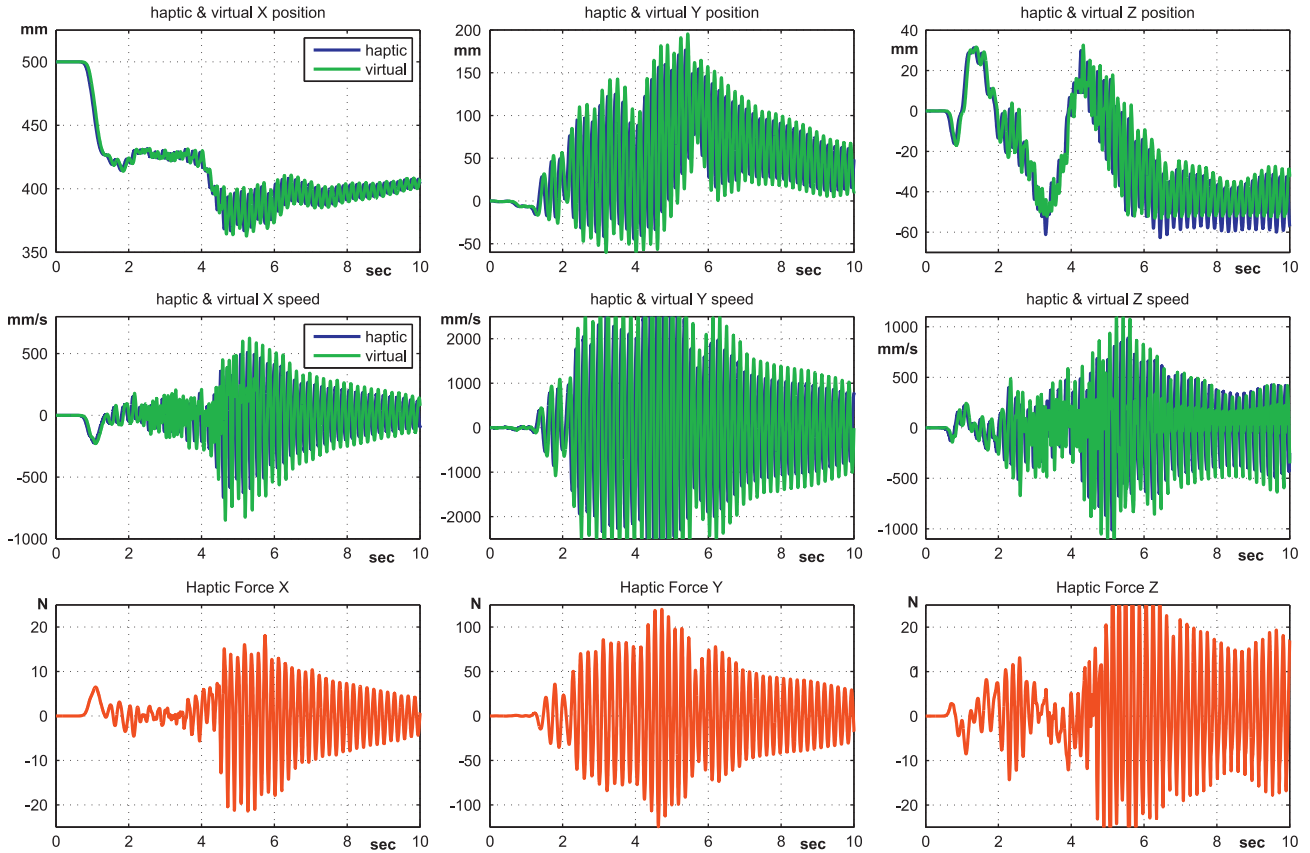 haptic & virtual X position
mm
500
450
400
350
0 2 4 6 8 10
sec
haptic
virtual
haptic & virtual Y position
200
mm
150
100
50
0
-50
0 2 4 6 8 10
sec
haptic & virtual Z position
40
mm
20
0
-20
-40
-60
0 2 4 6 8 10
sec
haptic & virtual X speed
mm/s
500
0
-500
-1000
0 2 4 6 8 10
sec
haptic
virtual
haptic & virtual Y speed
mm/s
2000
1000
0
-1000
-2000
0 2 4 6 8 10
sec
haptic & virtual Z speed
1000
mm/s
500
0
-500
-1000
0 2 4 6 8 10
sec
Haptic Force X
N
20
10
0
-10
-20
0 2 4 6 8 10
sec
Haptic Force Y
N
100
50
0
-50
-100
0 2 4 6 8 10
sec
Haptic Force Z
N
20
0
-10
-20
0 2 4 6 8 10
sec